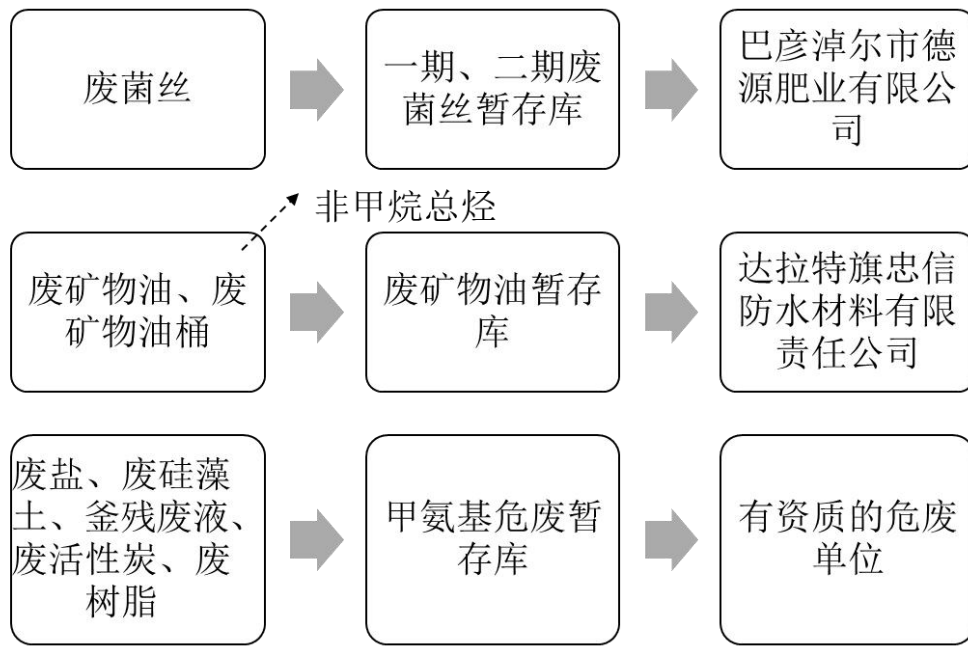 废菌丝
一期、二期废
菌丝暂存库
巴彦淖尔市德
源肥业有限公
司
非甲烷总烃
废矿物油、废
矿物油桶
废矿物油暂存
库
达拉特旗忠信
防水材料有限
责任公司
废盐、废硅藻
土、釜残废液、
废活性炭、废
树脂
甲氨基危废暂
存库
有资质的危废
单位